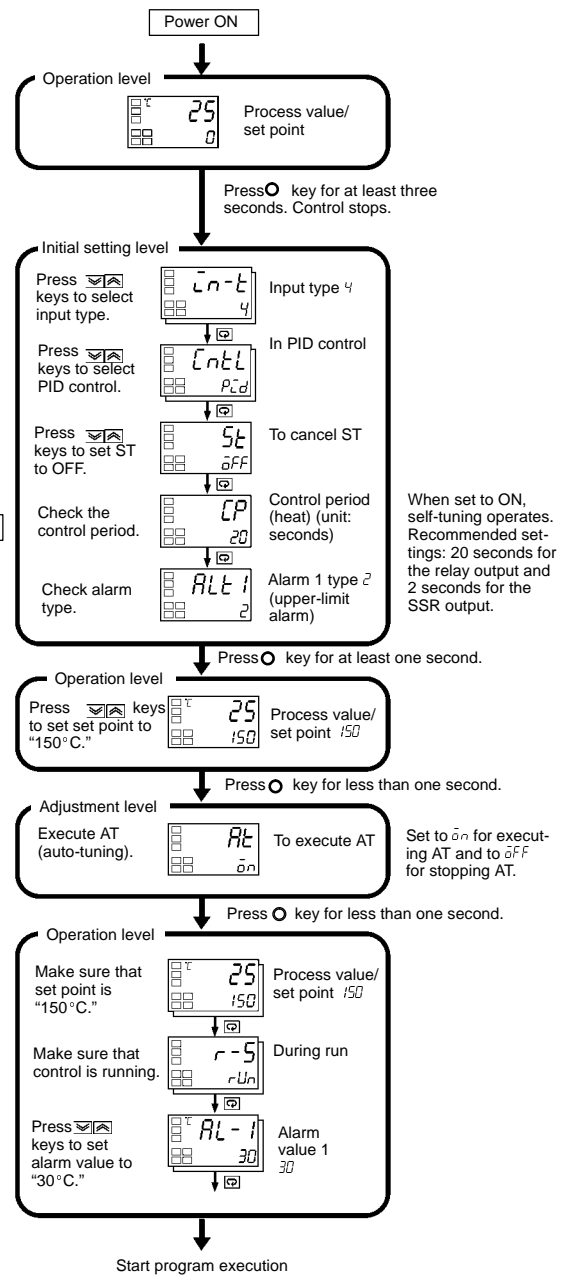 Power ON
Operation level
℃ 25
0
Process value/
set point
Press key for at least three
seconds. Control stops.
Initial setting level
Press
keys to select
input type.
in-t
4
Input type 4
Press
keys to select
PID control.
CntL
Pid
In PID control
Press
keys to set ST
to OFF.
St
oFF
To cancel ST
Check the
control period.
CP
20
Control period
(heat) (unit:
seconds)
When set to ON,
self-tuning operates.
Recommended set-
tings: 20 seconds for
the relay output and
2 seconds for the
SSR output.
Check alarm
type.
ALt1
2
Alarm 1 type 2
(upper-limit
alarm)
Press key for at least one second.
Operation level
Press keys
to set set point to
“150°C.”
℃ 25
150
Process value/
set point 150
Press key for less than one second.
Adjustment level
Execute AT
(auto-tuning).
At
on
To execute AT
Set to on for execut-
ing AT and to oFF
for stopping AT.
Press key for less than one second.
Operation level
Make sure that
set point is
“150°C.”
℃ 25
150
Process value/
set point 150
Make sure that
control is running.
r-S
rUn
During run
Press
keys to set
alarm value to
“30°C.”
℃ AL-1
30
Alarm
value 1
30
Start program execution